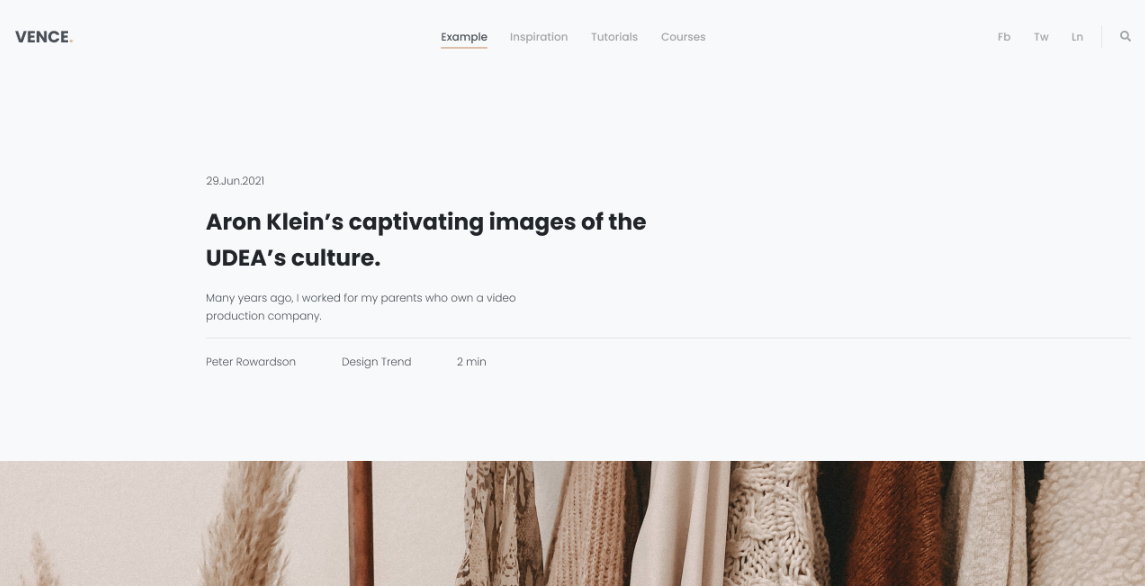 VENCE.
Example Inspiration Tutorials Courses
Fb Tw Ln
29.Jun.2021
Aron Klein’s captivating images of the
UDEA’s culture.
Many years ago, I worked for my parents who own a video
production company.
Peter Rowardson Design Trend 2 min